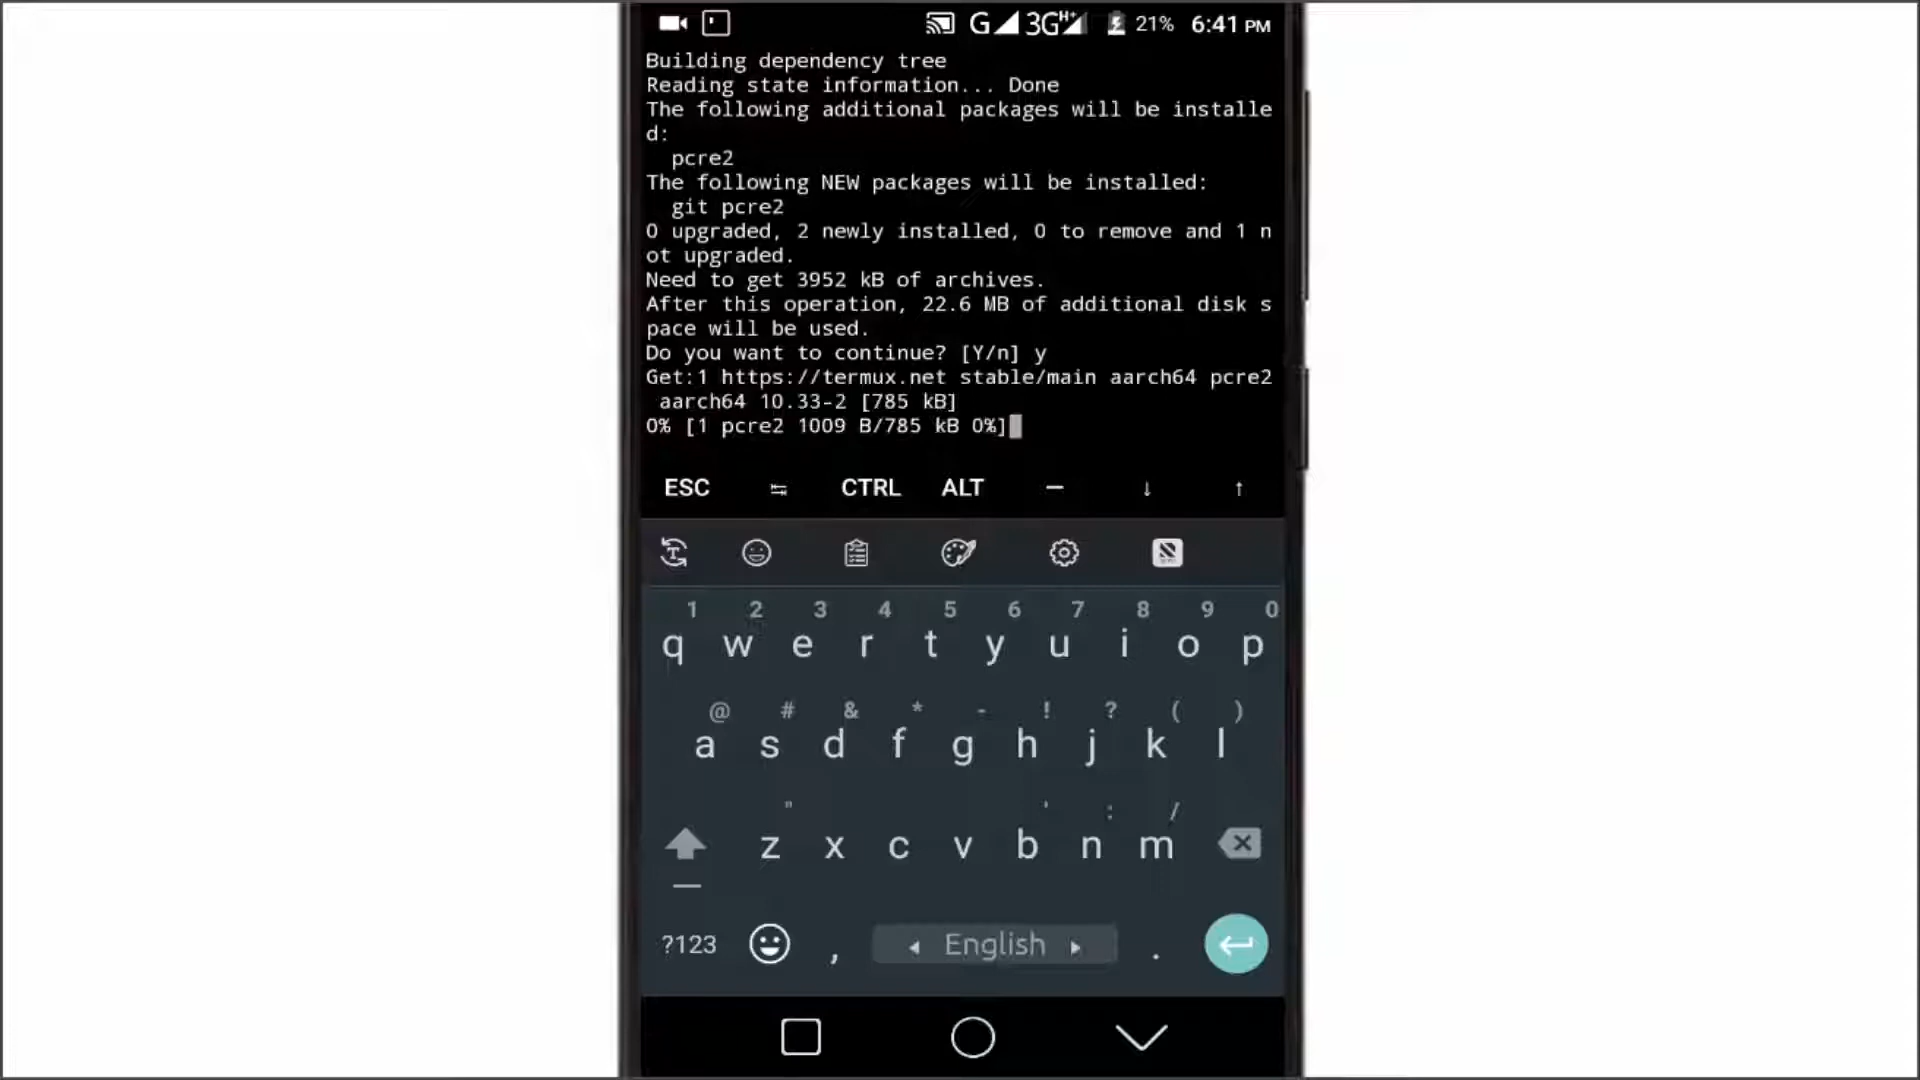 G 3G H+ 21% 6:41 PM
Building dependency tree
Reading state information... Done
The following additional packages will be installe
d:
pcre2
The following NEW packages will be installed:
git pcre2
0 upgraded, 2 newly installed, 0 to remove and 1 n
ot upgraded.
Need to get 3952 kB of archives.
After this operation, 22.6 MB of additional disk s
pace will be used.
Do you want to continue? [Y/n] y
Get:1 https://termux.net stable/main aarch64 pcre2
aarch64 10.33-2 [785 kB]
0% [1 pcre2 1009 B/785 kB 0%]
ESC ⇆ CTRL ALT — ↓ ↑
1 2 3 4 5 6 7 8 9 0
q w e r t y u i o p
@ # & * - ! ? ( )
a s d f g h j k l
" ' : /
z x c v b n m
?123 , ◂ English ▸ .